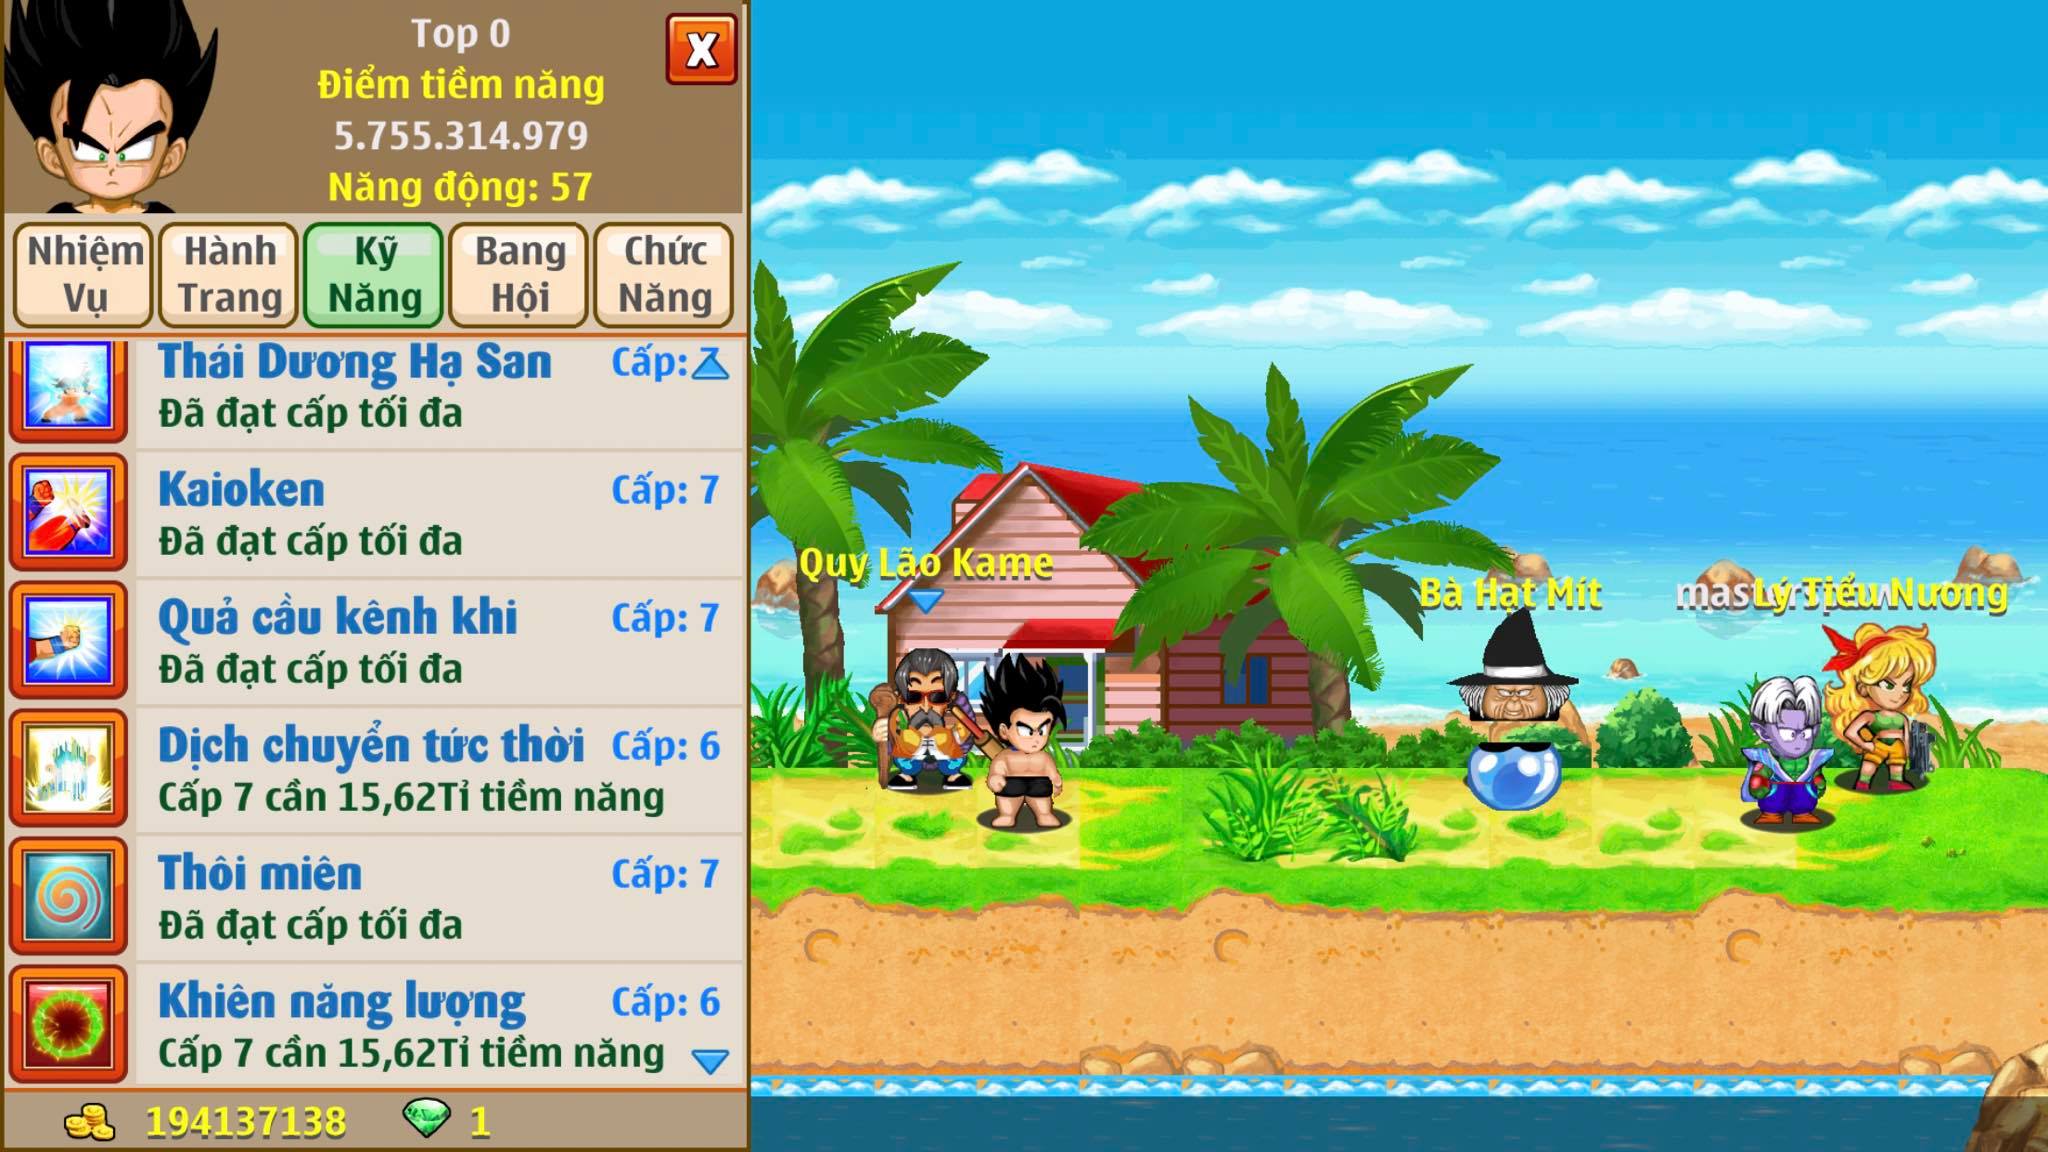 Top 0
Điểm tiềm năng
5.755.314.979
Năng động: 57
X
Nhiệm Vụ
Hành Trang
Kỹ Năng
Bang Hội
Chức Năng
Thái Dương Hạ San Cấp: 7
Đã đạt cấp tối đa
Kaioken Cấp: 7
Đã đạt cấp tối đa
Quả cầu kênh khi Cấp: 7
Đã đạt cấp tối đa
Dịch chuyển tức thời Cấp: 6
Cấp 7 cần 15,62Tỉ tiềm năng
Thôi miên Cấp: 7
Đã đạt cấp tối đa
Khiên năng lượng Cấp: 6
Cấp 7 cần 15,62Tỉ tiềm năng
194137138 1
Quy Lão Kame
Bà Hạt Mít
Lý Tiểu Nương